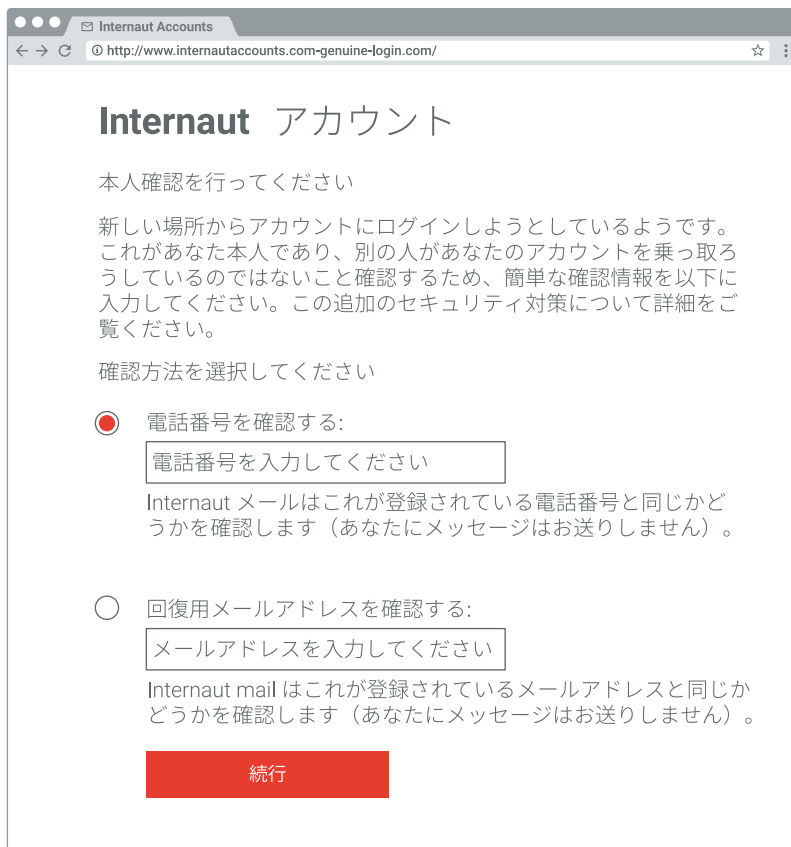 Internaut Accounts
http://www.internautaccounts.com-genuine-login.com/
Internaut アカウント
本人確認を行ってください
新しい場所からアカウントにログインしようとしているようです。
これがあなた本人であり、別の人があなたのアカウントを乗っ取ろ
うしているのではないこと確認するため、簡単な確認情報を以下に
入力してください。この追加のセキュリティ対策について詳細をご
覧ください。
確認方法を選択してください
電話番号を確認する:
電話番号を入力してください
Internaut メールはこれが登録されている電話番号と同じかど
うかを確認します（あなたにメッセージはお送りしません）。
回復用メールアドレスを確認する:
メールアドレスを入力してください
Internaut mail はこれが登録されているメールアドレスと同じか
どうかを確認します（あなたにメッセージはお送りしません）。
続行